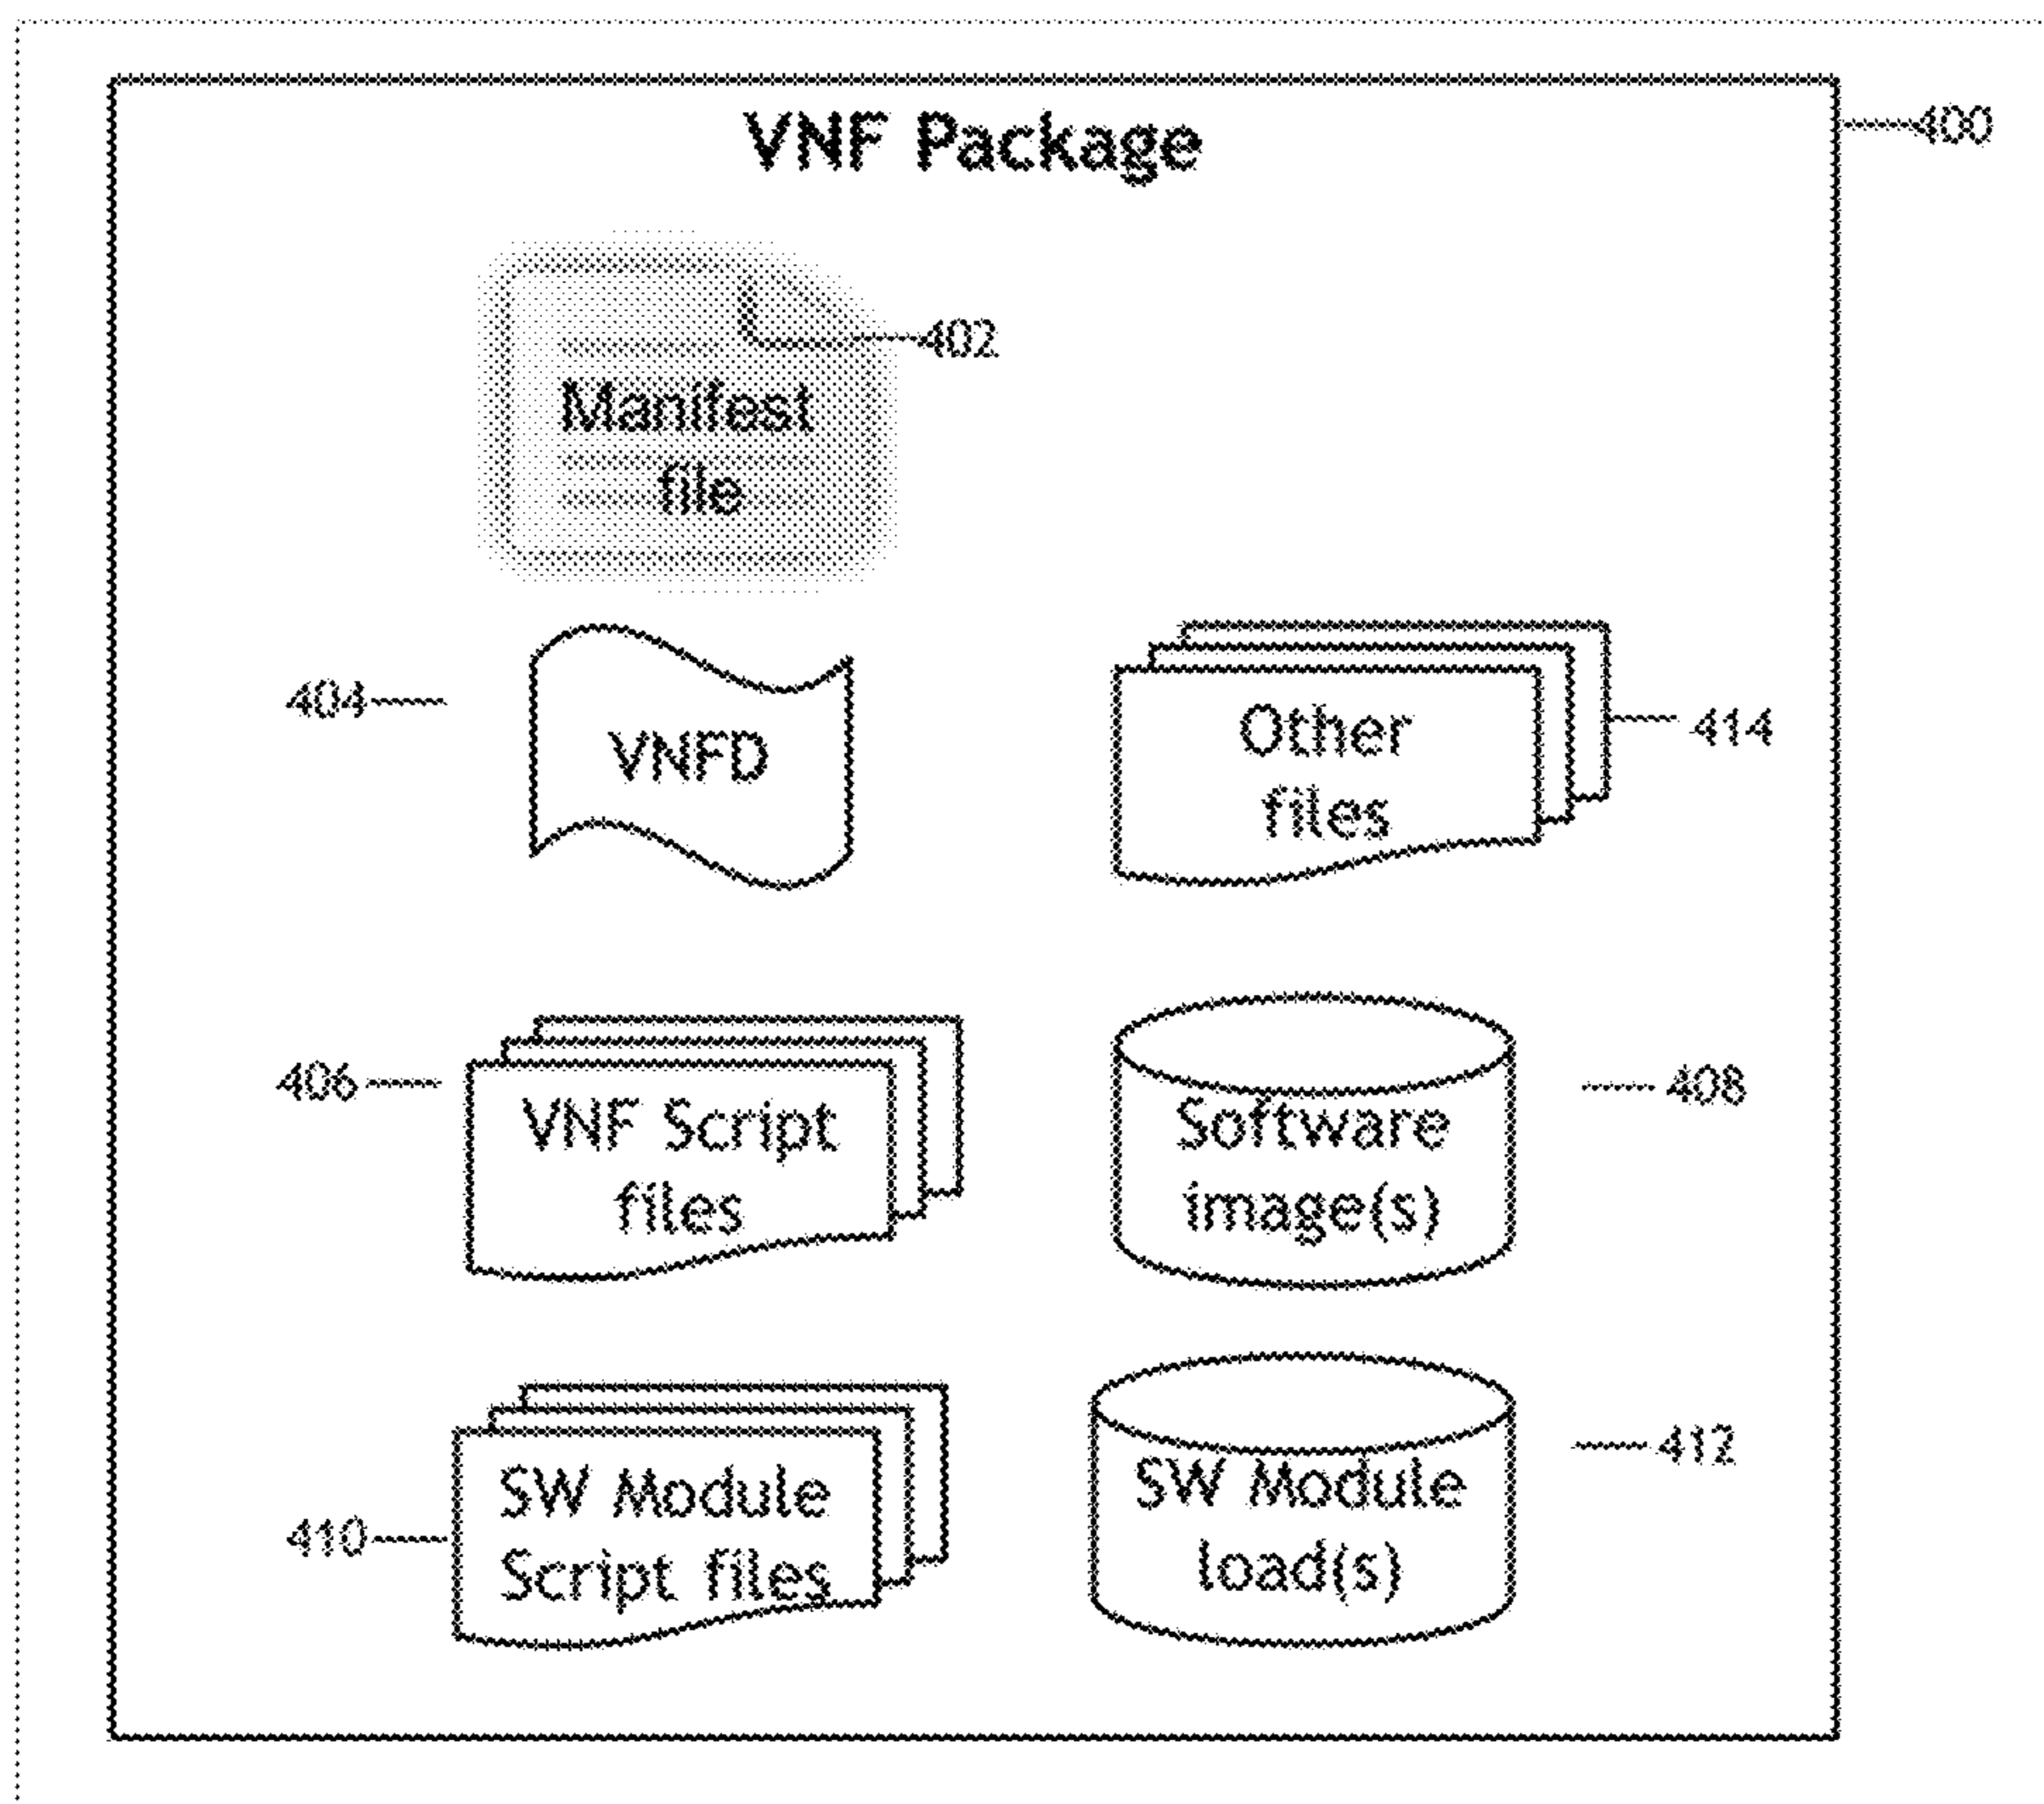 VNF Package
400
402
Manifest
file
404
VNFD
Other
files
414
406
VNF Script
files
Software
image(s)
408
410
SW Module
Script files
SW Module
load(s)
412